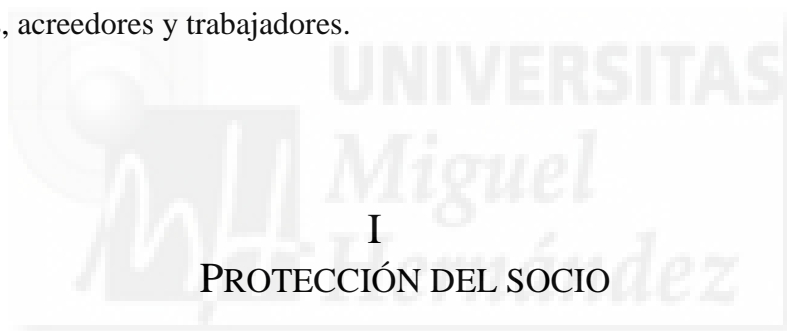 , acreedores y trabajadores.
UNIVERSITAS
Miguel
Hernández
I
PROTECCIÓN DEL SOCIO